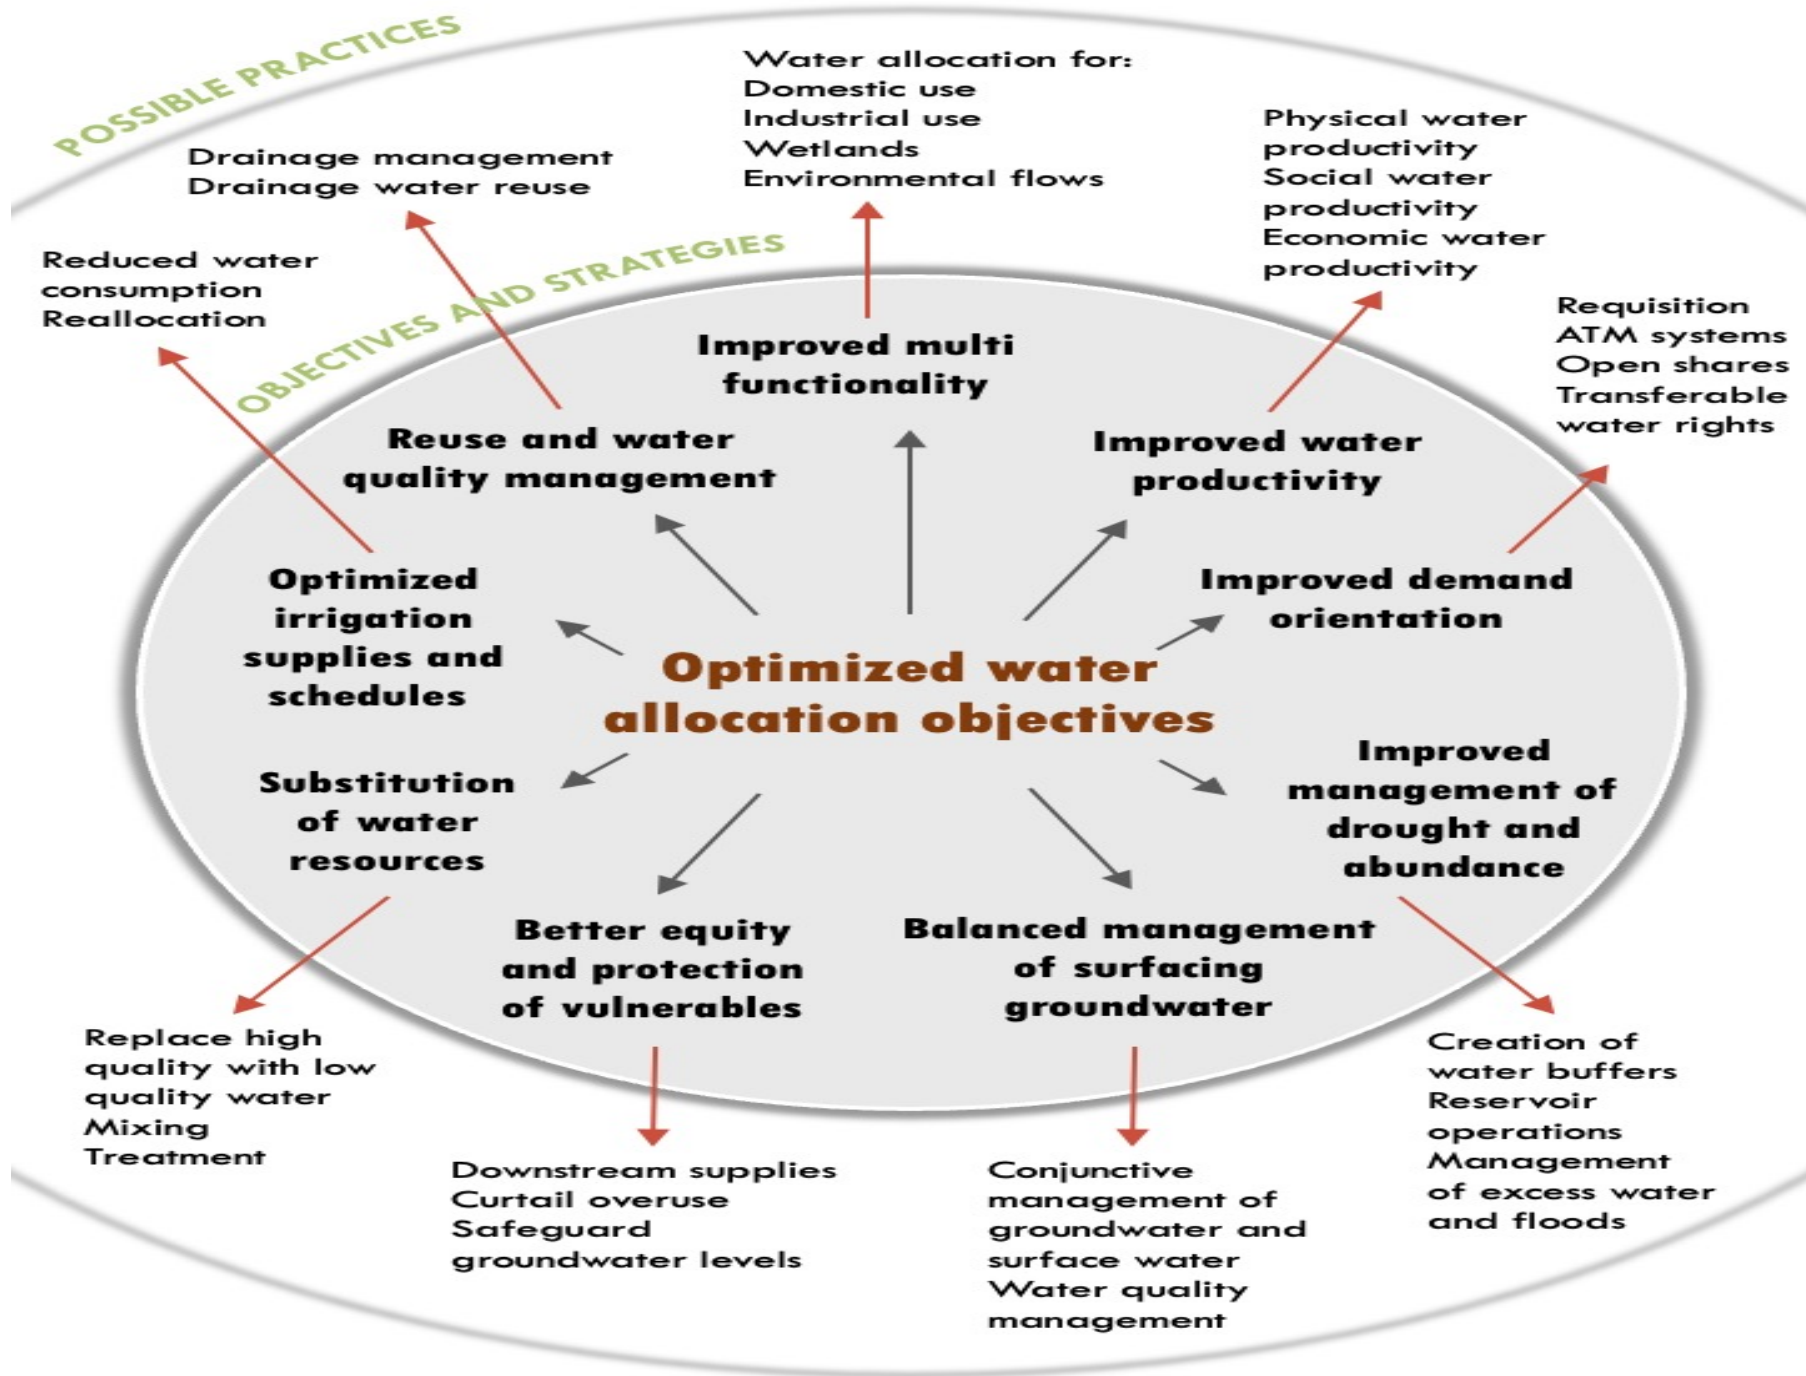 POSSIBLE PRACTICES
Drainage management
Drainage water reuse
Water allocation for:
Domestic use
Industrial use
Wetlands
Environmental flows
Physical water
productivity
Social water
productivity
Economic water
productivity
Reduced water
consumption
Reallocation
OBJECTIVES AND STRATEGIES
Requisition
ATM systems
Open shares
Transferable
water rights
Improved multi
functionality
Reuse and water
quality management
Improved water
productivity
Optimized
irrigation
supplies and
schedules
Improved demand
orientation
Optimized water
allocation objectives
Substitution
of water
resources
Improved
management of
drought and
abundance
Better equity
and protection
of vulnerables
Balanced management
of surfacing
groundwater
Replace high
quality with low
quality water
Mixing
Treatment
Downstream supplies
Curtail overuse
Safeguard
groundwater levels
Conjunctive
management of
groundwater and
surface water
Water quality
management
Creation of
water buffers
Reservoir
operations
Management
of excess water
and floods